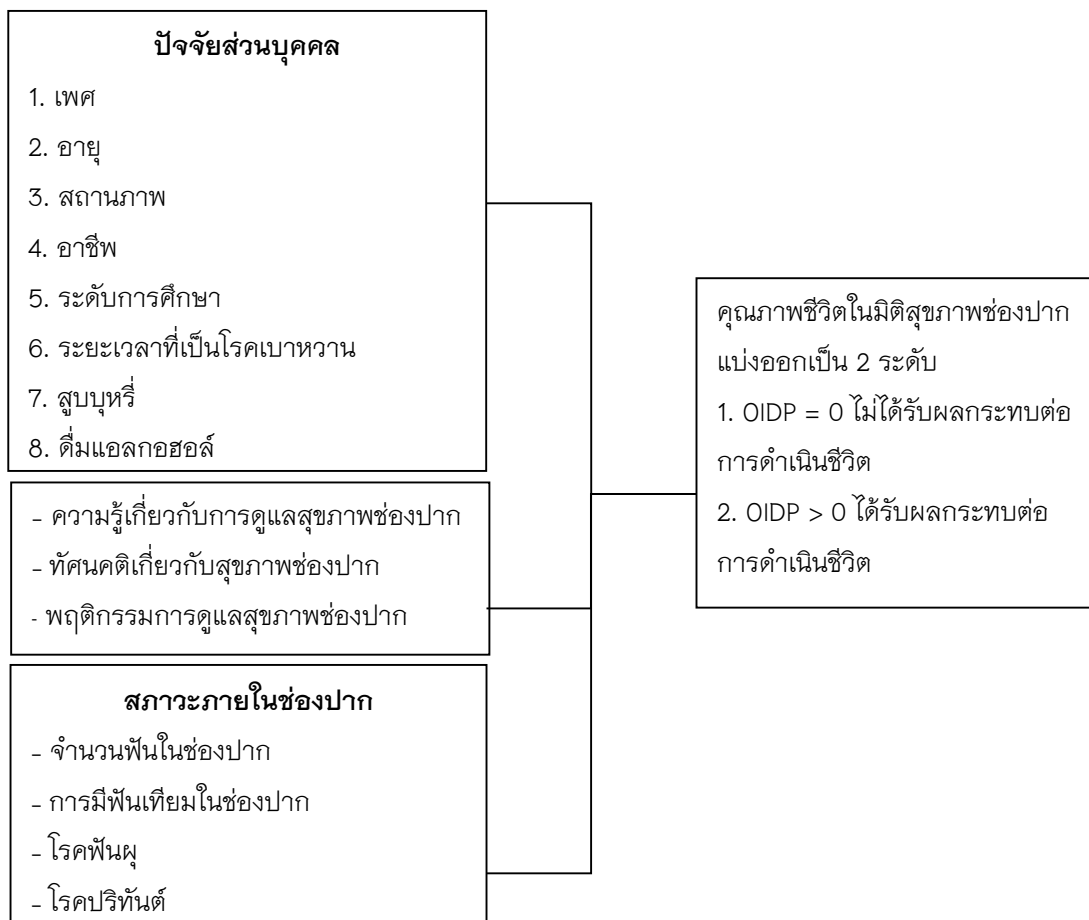 ปัจจัยส่วนบุคคล
1. เพศ
2. อายุ
3. สถานภาพ
4. อาชีพ
5. ระดับการศึกษา
6. ระยะเวลาที่เป็นโรคเบาหวาน
7. สูบบุหรี่
8. ดื่มแอลกอฮอล์
- ความรู้เกี่ยวกับการดูแลสุขภาพช่องปาก
- ทัศนคติเกี่ยวกับสุขภาพช่องปาก
- พฤติกรรมการดูแลสุขภาพช่องปาก
สภาวะภายในช่องปาก
- จำนวนฟันในช่องปาก
- การมีฟันเทียมในช่องปาก
- โรคฟันผุ
- โรคปริทันต์
คุณภาพชีวิตในมิติสุขภาพช่องปาก
แบ่งออกเป็น 2 ระดับ
1. OIDP = 0 ไม่ได้รับผลกระทบต่อ
การดำเนินชีวิต
2. OIDP > 0 ได้รับผลกระทบต่อ
การดำเนินชีวิต